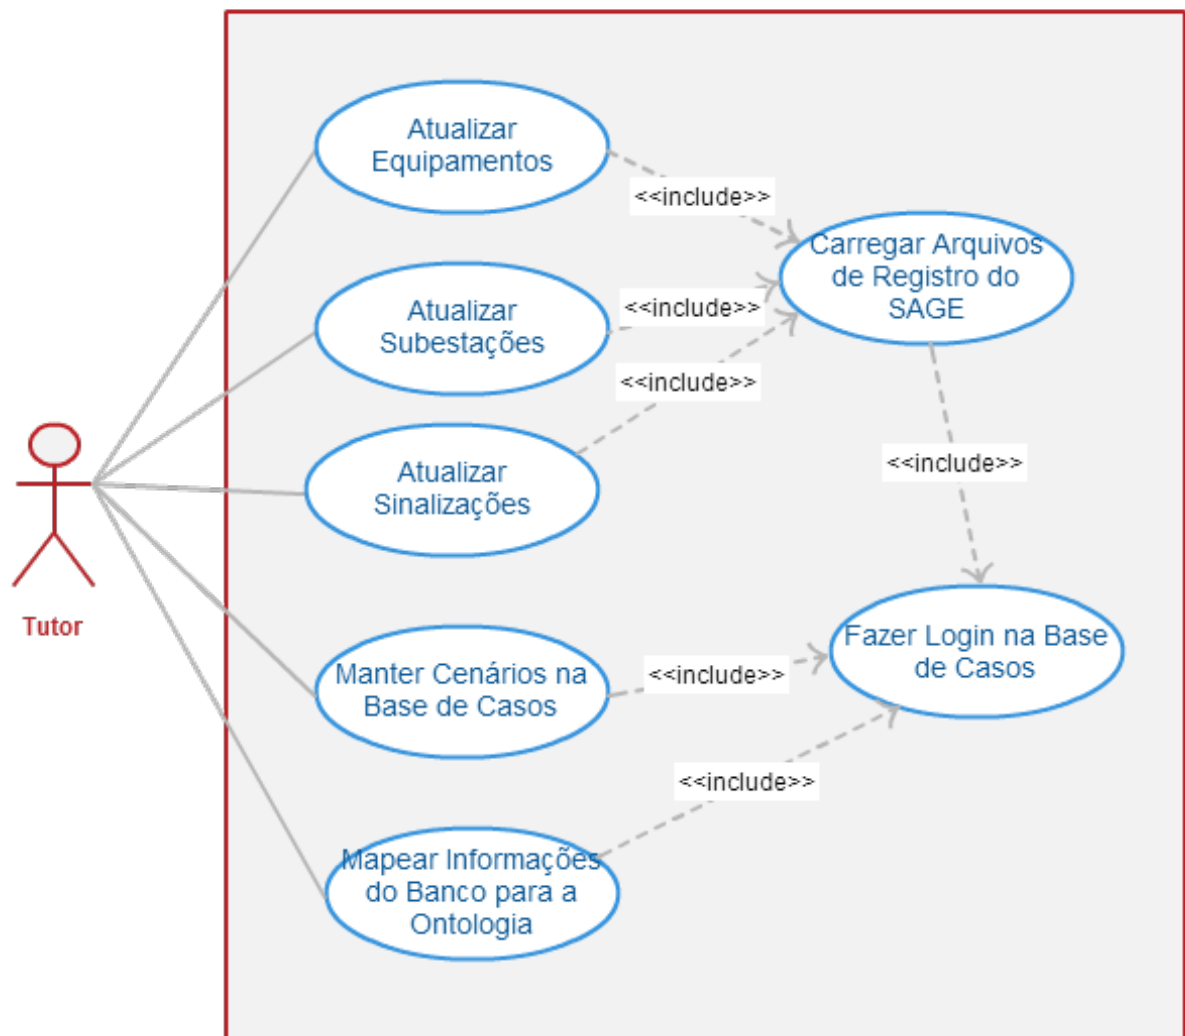 Atualizar
Equipamentos
<<include>>
Carregar Arquivos
de Registro do
SAGE
Atualizar
Subestações
<<include>>
<<include>>
Atualizar
Sinalizações
<<include>>
Tutor
Manter Cenários na
Base de Casos
<<include>>
Fazer Login na Base
de Casos
<<include>>
Mapear Informações
do Banco para a
Ontologia